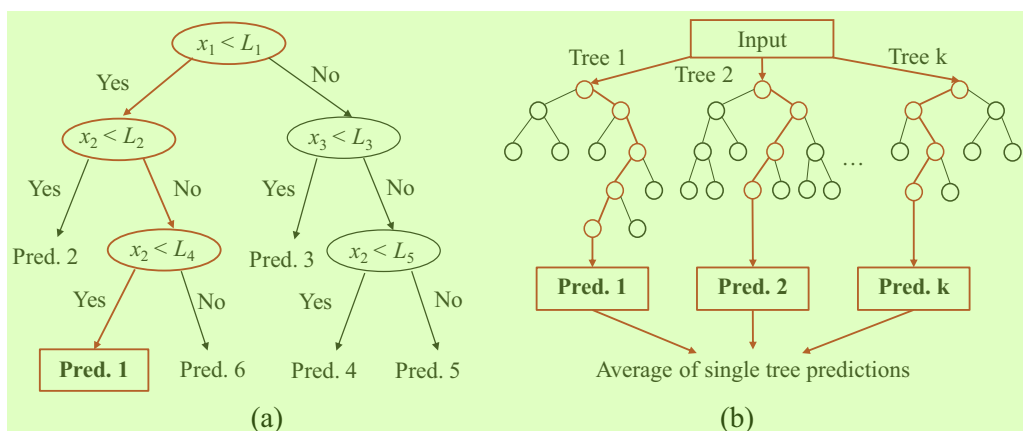 x₁ < L₁
Yes
No
x₂ < L₂
x₃ < L₃
Yes
No
Yes
No
Pred. 2
x₂ < L₄
Pred. 3
x₂ < L₅
Yes
No
Yes
No
Pred. 1
Pred. 6
Pred. 4
Pred. 5
(a)
Input
Tree 1
Tree 2
Tree k
...
Pred. 1
Pred. 2
Pred. k
Average of single tree predictions
(b)